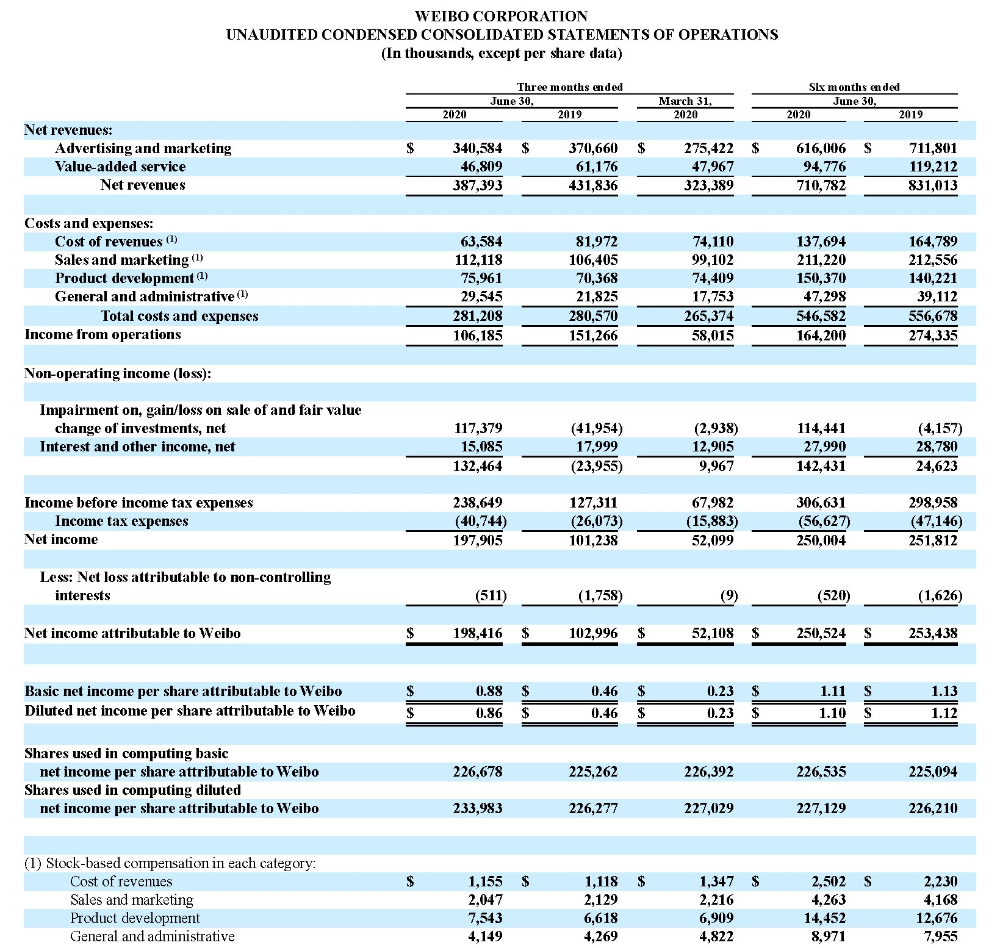 WEIBO CORPORATION
UNAUDITED CONDENSED CONSOLIDATED STATEMENTS OF OPERATIONS
(In thousands, except per share data)
Three months ended Six months ended
June 30, March 31, June 30,
2020 2019 2020 2020 2019
Net revenues:
Advertising and marketing $ 340,584 $ 370,660 $ 275,422 $ 616,006 $ 711,801
Value-added service 46,809 61,176 47,967 94,776 119,212
Net revenues 387,393 431,836 323,389 710,782 831,013
Costs and expenses:
Cost of revenues (1) 63,584 81,972 74,110 137,694 164,789
Sales and marketing (1) 112,118 106,405 99,102 211,220 212,556
Product development (1) 75,961 70,368 74,409 150,370 140,221
General and administrative (1) 29,545 21,825 17,753 47,298 39,112
Total costs and expenses 281,208 280,570 265,374 546,582 556,678
Income from operations 106,185 151,266 58,015 164,200 274,335
Non-operating income (loss):
Impairment on, gain/loss on sale of and fair value
change of investments, net 117,379 (41,954) (2,938) 114,441 (4,157)
Interest and other income, net 15,085 17,999 12,905 27,990 28,780
132,464 (23,955) 9,967 142,431 24,623
Income before income tax expenses 238,649 127,311 67,982 306,631 298,958
Income tax expenses (40,744) (26,073) (15,883) (56,627) (47,146)
Net income 197,905 101,238 52,099 250,004 251,812
Less: Net loss attributable to non-controlling
interests (511) (1,758) (9) (520) (1,626)
Net income attributable to Weibo $ 198,416 $ 102,996 $ 52,108 $ 250,524 $ 253,438
Basic net income per share attributable to Weibo $ 0.88 $ 0.46 $ 0.23 $ 1.11 $ 1.13
Diluted net income per share attributable to Weibo $ 0.86 $ 0.46 $ 0.23 $ 1.10 $ 1.12
Shares used in computing basic
net income per share attributable to Weibo 226,678 225,262 226,392 226,535 225,094
Shares used in computing diluted
net income per share attributable to Weibo 233,983 226,277 227,029 227,129 226,210
(1) Stock-based compensation in each category:
Cost of revenues $ 1,155 $ 1,118 $ 1,347 $ 2,502 $ 2,230
Sales and marketing 2,047 2,129 2,216 4,263 4,168
Product development 7,543 6,618 6,909 14,452 12,676
General and administrative 4,149 4,269 4,822 8,971 7,955